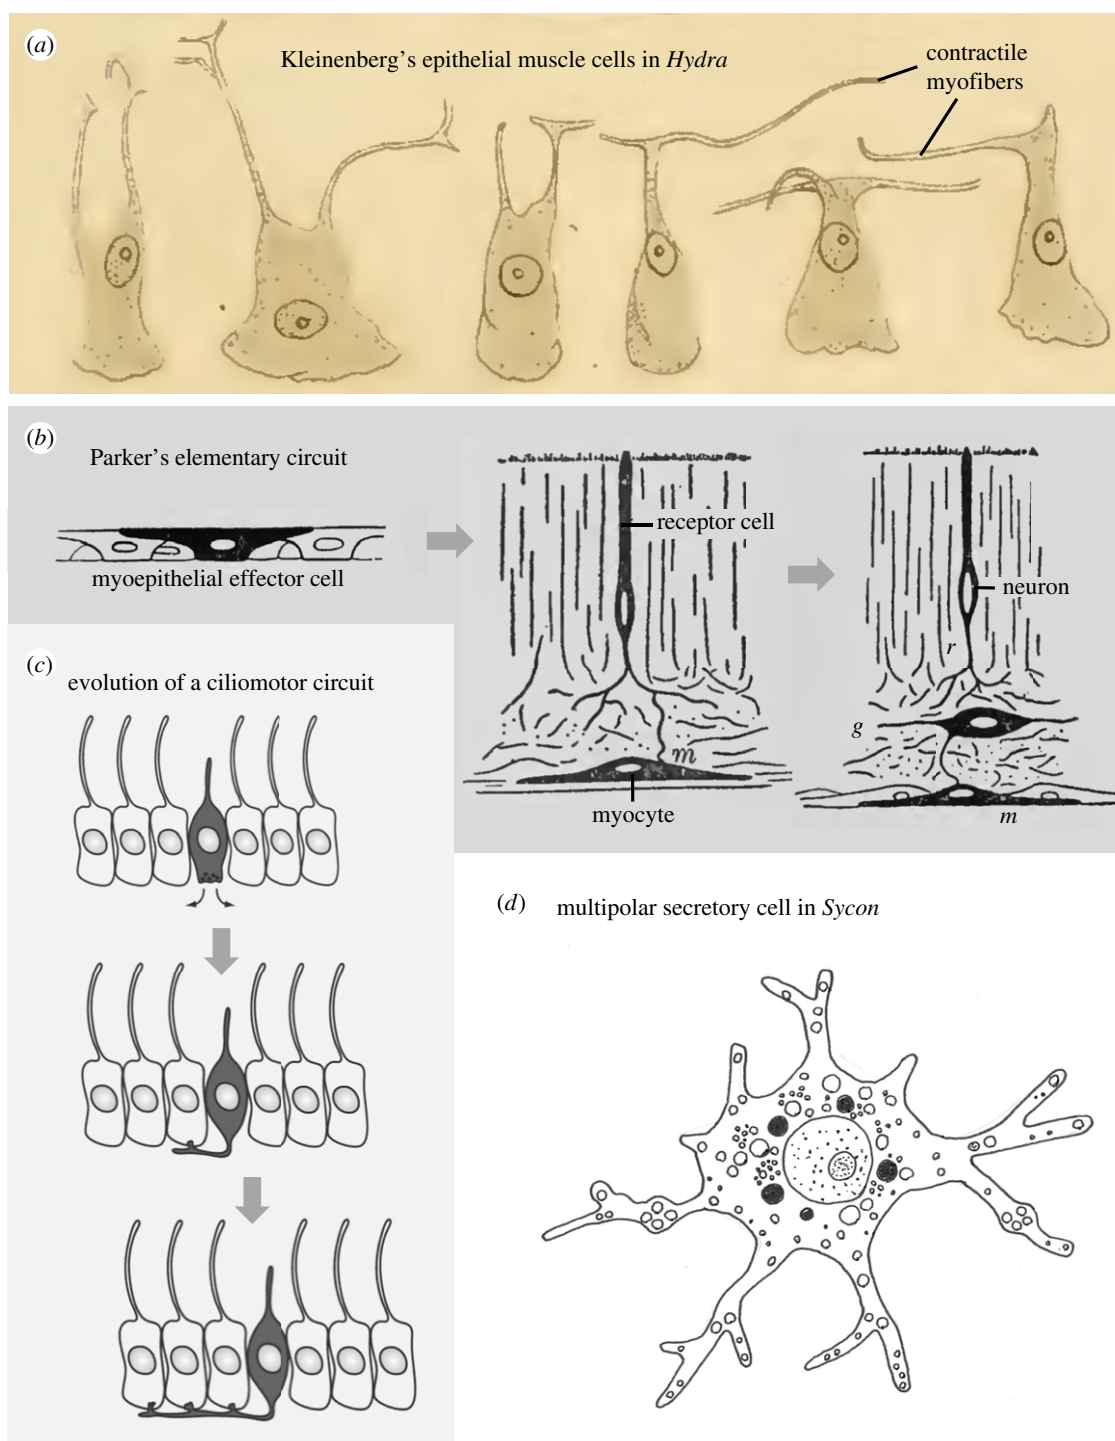 (a)
Kleinenberg's epithelial muscle cells in Hydra
contractile
myofibers
(b)
Parker's elementary circuit
myoepithelial effector cell
receptor cell
m
myocyte
neuron
r
g
m
(c)
evolution of a ciliomotor circuit
(d)
multipolar secretory cell in Sycon